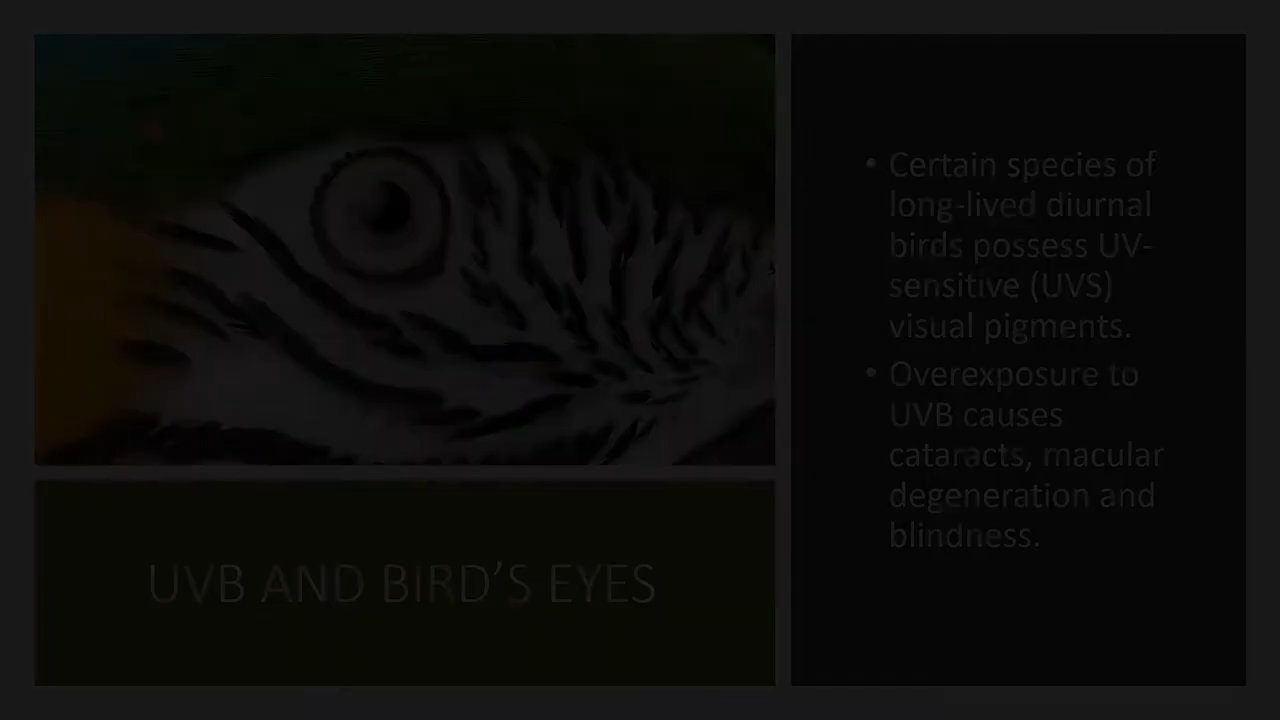 • Certain species of
long-lived diurnal
birds possess UV-
sensitive (UVS)
visual pigments.
• Overexposure to
UVB causes
cataracts, macular
degeneration and
blindness.
UVB AND BIRD’S EYES